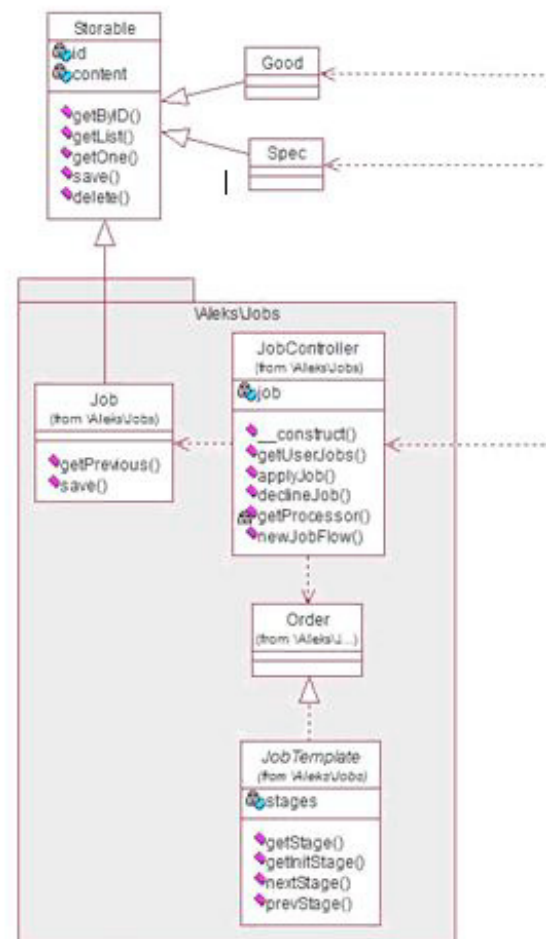 Storable
id
content
getByID()
getList()
getOne()
save()
delete()
Good
Spec
\Aleks\Jobs
Job
(from \Aleks\Jobs)
getPrevious()
save()
JobController
(from \Aleks\Jobs)
job
__construct()
getUserJobs()
applyJob()
declineJob()
getProcessor()
newJobFlow()
Order
(from \Aleks\J...)
JobTemplate
(from \Aleks\Jobs)
stages
getStage()
getInitStage()
nextStage()
prevStage()